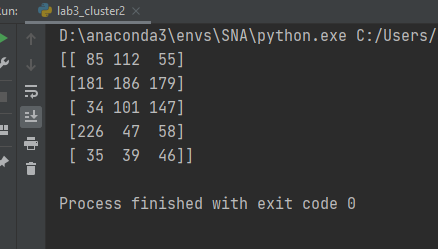 un:
lab3_cluster2
D:\anaconda3\envs\SNA\python.exe C:/Users/
[[ 85 112  55]
 [181 186 179]
 [ 34 101 147]
 [226  47  58]
 [ 35  39  46]]
Process finished with exit code 0